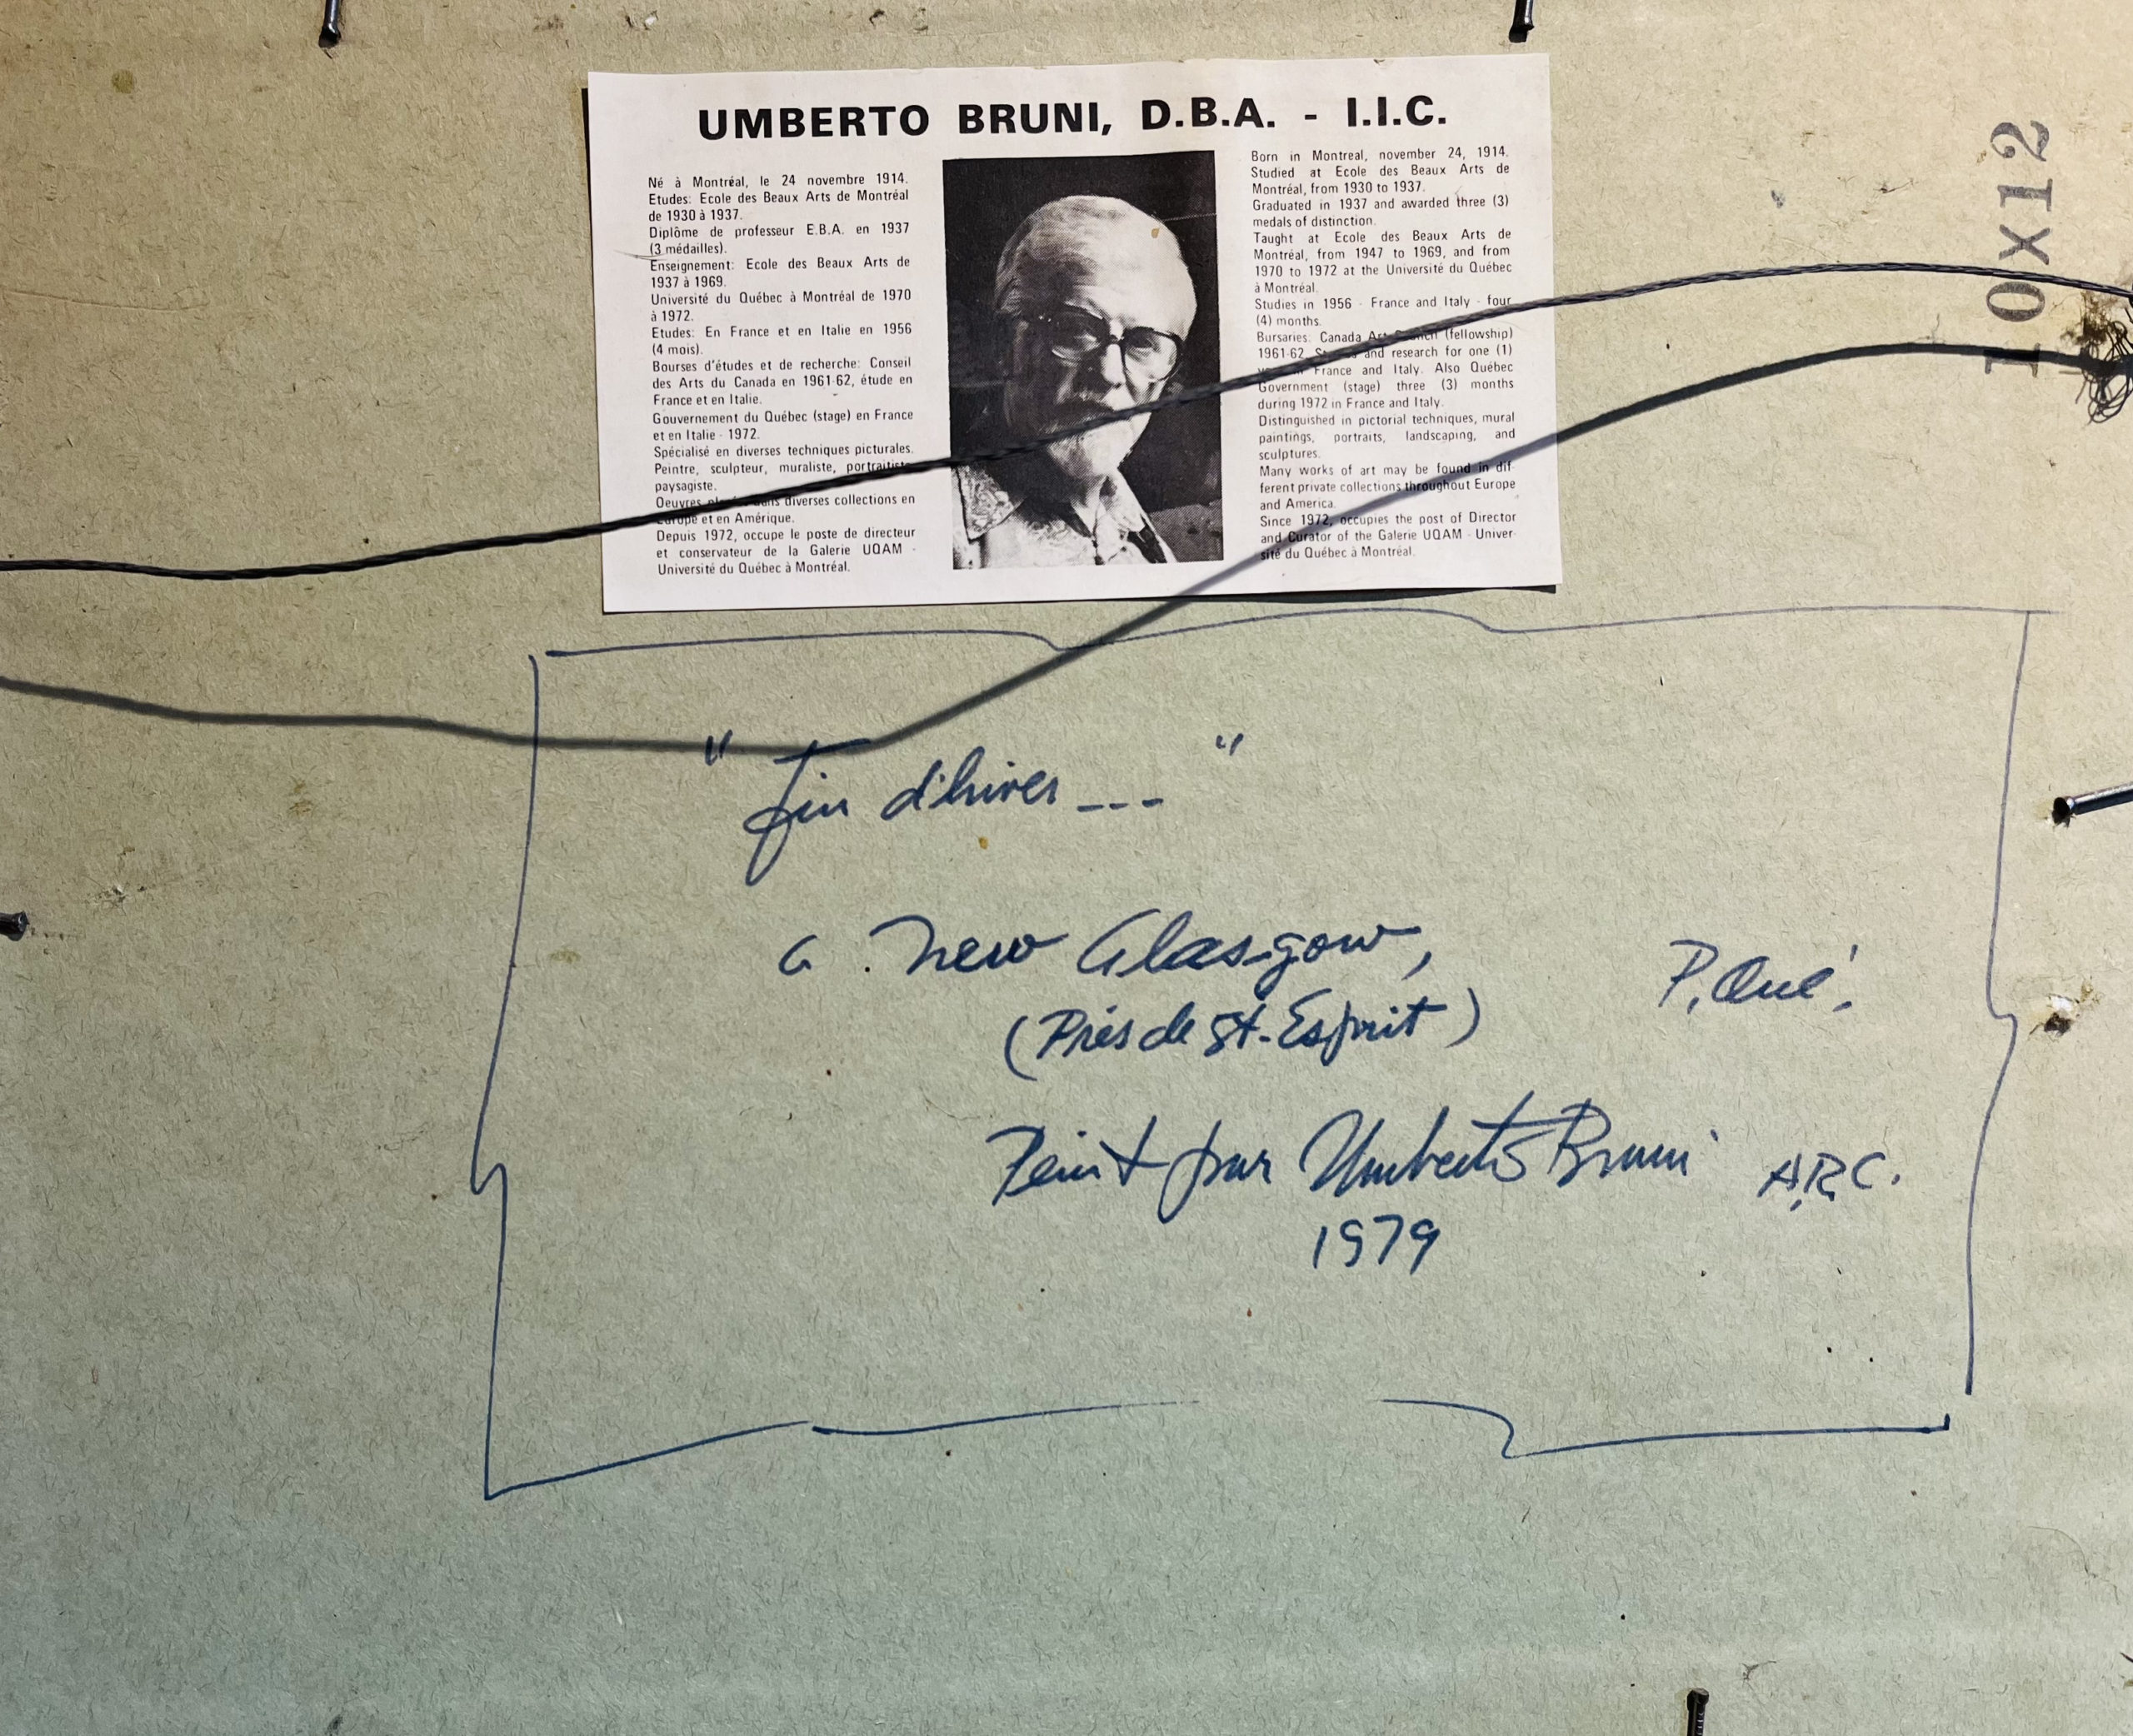 UMBERTO BRUNI, D.B.A. - I.I.C.
Né à Montréal, le 24 novembre 1914.
Etudes: Ecole des Beaux Arts de Montréal
de 1930 à 1937.
Diplôme de professeur E.B.A. en 1937
(3 médailles).
Enseignement: Ecole des Beaux Arts de
1937 à 1969.
Université du Québec à Montréal de 1970
à 1972.
Etudes: En France et en Italie en 1956
(4 mois).
Bourses d'études et de recherche: Conseil
des Arts du Canada en 1961-62, étude en
France et en Italie.
Gouvernement du Québec (stage) en France
et en Italie - 1972.
Spécialisé en diverses techniques picturales.
Peintre, sculpteur, muraliste, portraitiste,
paysagiste.
Oeuvres dans diverses collections en
Europe et en Amérique.
Depuis 1972, occupe le poste de directeur
et conservateur de la Galerie UQAM -
Université du Québec à Montréal.
Born in Montreal, november 24, 1914.
Studied at Ecole des Beaux Arts de
Montréal, from 1930 to 1937.
Graduated in 1937 and awarded three (3)
medals of distinction.
Taught at Ecole des Beaux Arts de
Montréal, from 1947 to 1969, and from
1970 to 1972 at the Université du Québec
à Montréal.
Studies in 1956 - France and Italy - four
(4) months.
Bursaries: Canada Art Council (fellowship)
1961-62. and research for one (1)
year in France and Italy. Also Québec
Government (stage) three (3) months
during 1972 in France and Italy.
Distinguished in pictorial techniques, mural
paintings, portraits, landscaping, and
sculptures.
Many works of art may be found in dif-
ferent private collections throughout Europe
and America.
Since 1972, occupies the post of Director
and Curator of the Galerie UQAM - Univer-
sité du Québec à Montréal.
10X12
" fin d'hiver --- "
a New Glasgow, P. Qué.
(Près de St-Esprit)
Peint par Umberto Bruni A.R.C.
1979